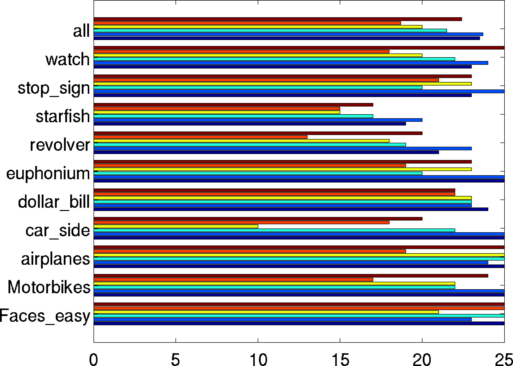 all
watch
stop_sign
starfish
revolver
euphonium
dollar_bill
car_side
airplanes
Motorbikes
Faces_easy
0 5 10 15 20 25